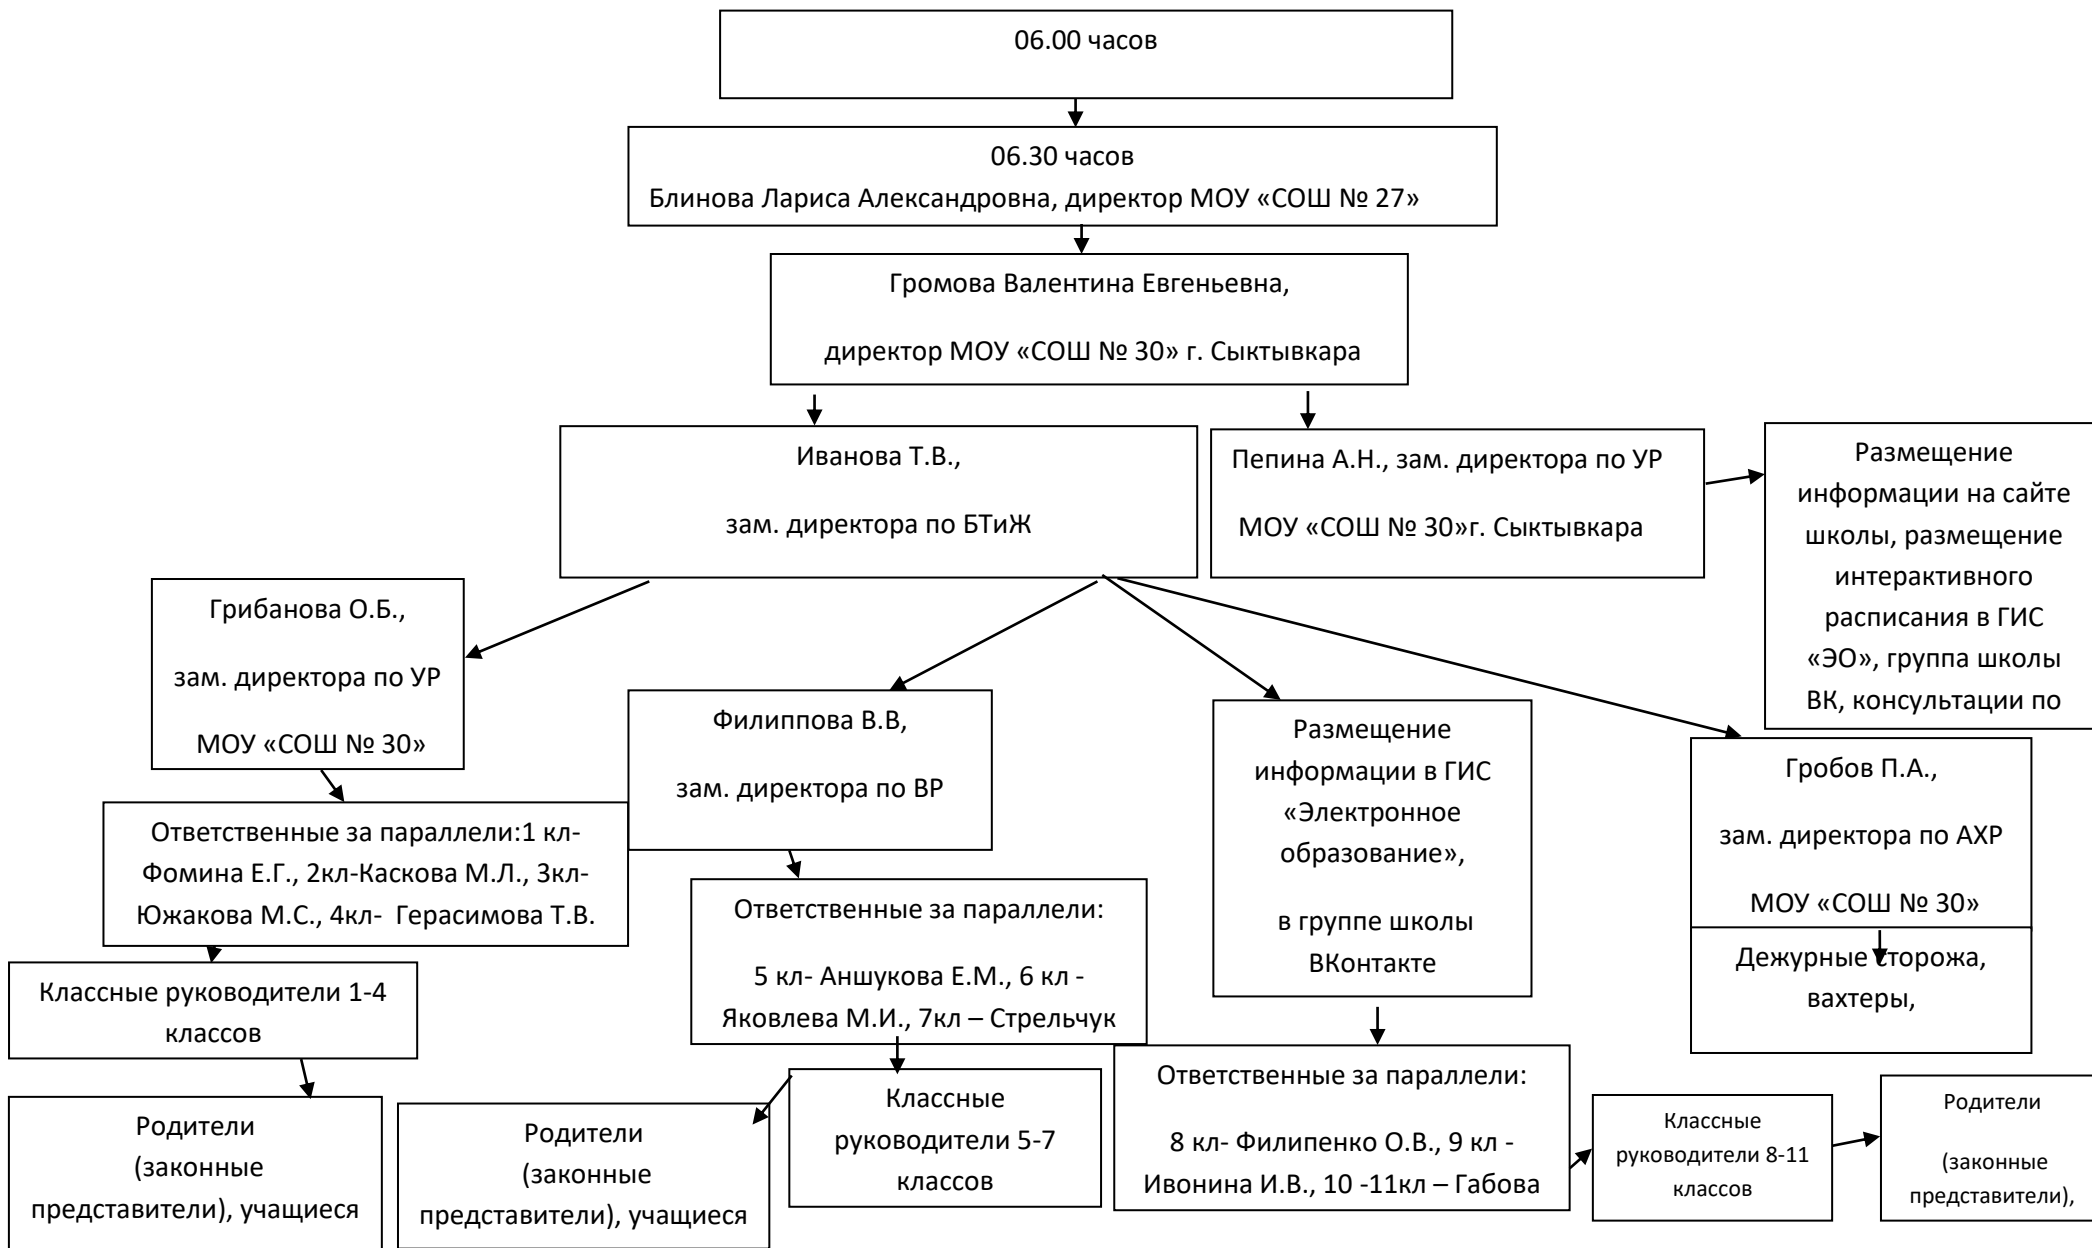 06.00 часов
06.30 часов
Блинова Лариса Александровна, директор МОУ «СОШ № 27»
Громова Валентина Евгеньевна,
директор МОУ «СОШ № 30» г. Сыктывкара
Иванова Т.В.,
зам. директора по БТиЖ
Пепина А.Н., зам. директора по УР
МОУ «СОШ № 30»г. Сыктывкара
Размещение
информации на сайте
школы, размещение
интерактивного
расписания в ГИС
«ЭО», группа школы
ВК, консультации по
Грибанова О.Б.,
зам. директора по УР
МОУ «СОШ № 30»
Филиппова В.В,
зам. директора по ВР
Размещение
информации в ГИС
«Электронное
образование»,
в группе школы
ВКонтакте
Гробов П.А.,
зам. директора по АХР
МОУ «СОШ № 30»
Ответственные за параллели:1 кл-
Фомина Е.Г., 2кл-Каскова М.Л., 3кл-
Южакова М.С., 4кл- Герасимова Т.В.
Ответственные за параллели:
5 кл- Аншукова Е.М., 6 кл -
Яковлева М.И., 7кл – Стрельчук
Дежурные сторожа,
вахтеры,
Классные руководители 1-4
классов
Родители
(законные
представители), учащиеся
Родители
(законные
представители), учащиеся
Классные
руководители 5-7
классов
Ответственные за параллели:
8 кл- Филипенко О.В., 9 кл -
Ивонина И.В., 10 -11кл – Габова
Классные
руководители 8-11
классов
Родители
(законные
представители),